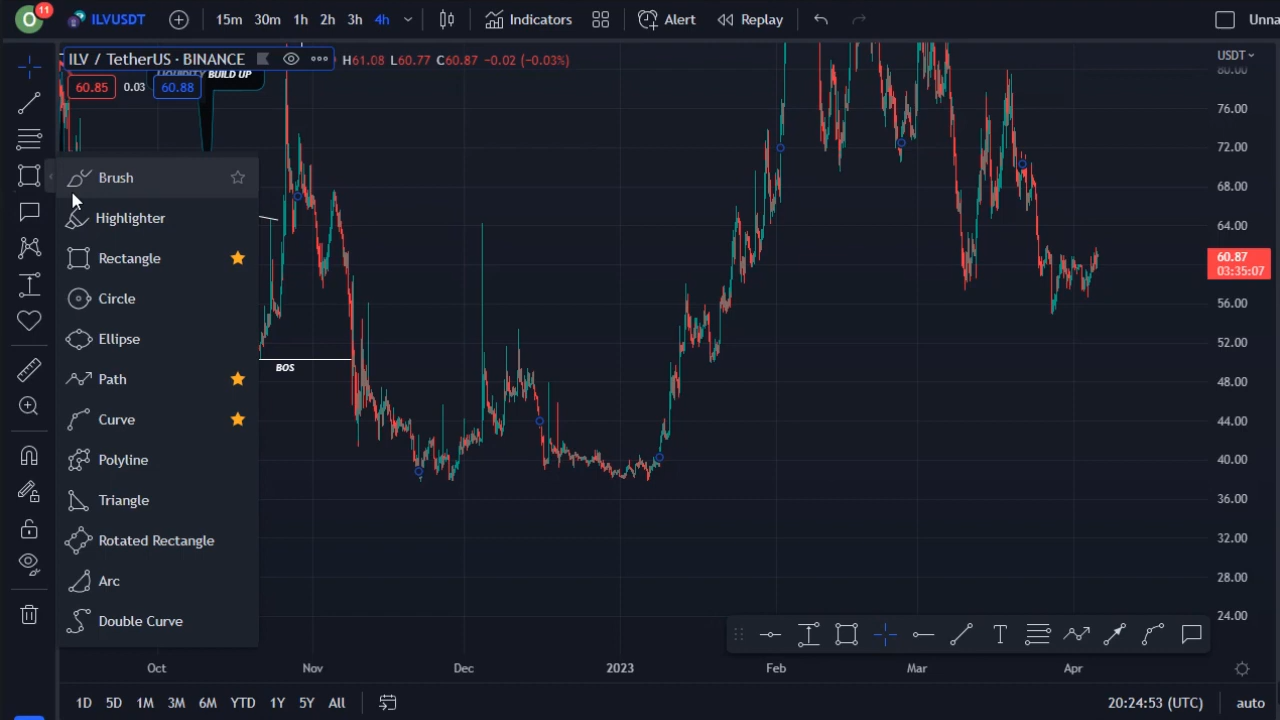 O 11 ILVUSDT 15m 30m 1h 2h 3h 4h Indicators Alert Replay Unna
ILV / TetherUS · BINANCE H61.08 L60.77 C60.87 -0.02 (-0.03%) USDT
LIQUIDITY BUILD UP
60.85 0.03 60.88
80.00
76.00
72.00
68.00
64.00
60.87
03:35:07
56.00
52.00
48.00
44.00
40.00
36.00
32.00
28.00
24.00
Brush
Highlighter
Rectangle
Circle
Ellipse
Path
Curve
Polyline
Triangle
Rotated Rectangle
Arc
Double Curve
BOS
T
Oct Nov Dec 2023 Feb Mar Apr
1D 5D 1M 3M 6M YTD 1Y 5Y All 20:24:53 (UTC) auto